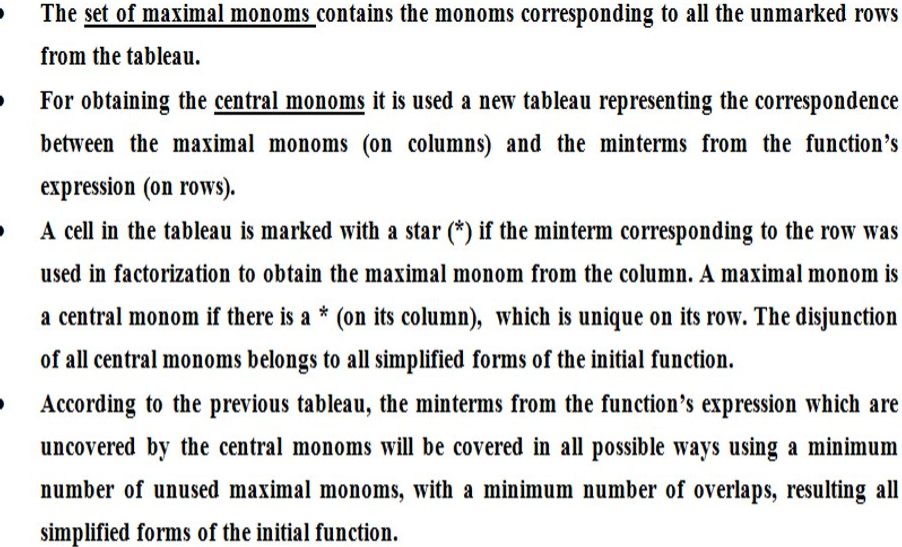 • The set of maximal monoms contains the monoms corresponding to all the unmarked rows
from the tableau.
• For obtaining the central monoms it is used a new tableau representing the correspondence
between the maximal monoms (on columns) and the minterms from the function's
expression (on rows).
• A cell in the tableau is marked with a star (*) if the minterm corresponding to the row was
used in factorization to obtain the maximal monom from the column. A maximal monom is
a central monom if there is a * (on its column), which is unique on its row. The disjunction
of all central monoms belongs to all simplified forms of the initial function.
• According to the previous tableau, the minterms from the function's expression which are
uncovered by the central monoms will be covered in all possible ways using a minimum
number of unused maximal monoms, with a minimum number of overlaps, resulting all
simplified forms of the initial function.